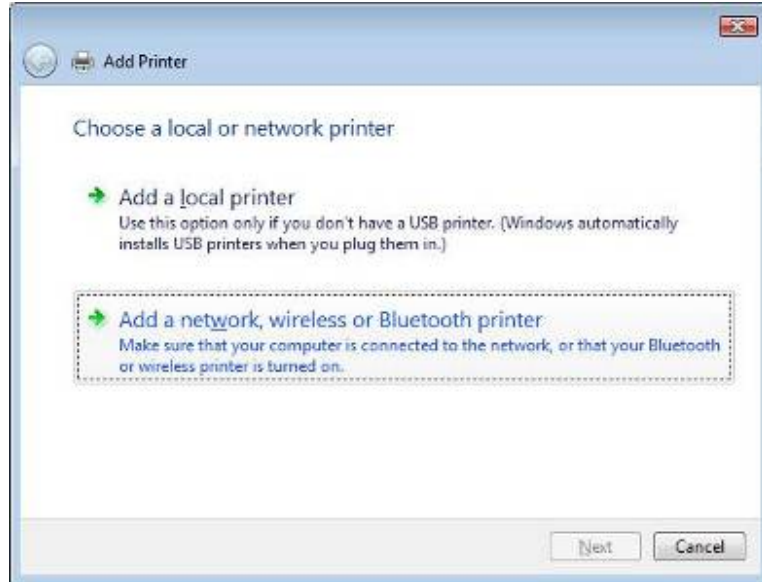 Add Printer
Choose a local or network printer
Add a local printer
Use this option only if you don't have a USB printer. (Windows automatically
installs USB printers when you plug them in.)
Add a network, wireless or Bluetooth printer
Make sure that your computer is connected to the network, or that your Bluetooth
or wireless printer is turned on.
Next
Cancel